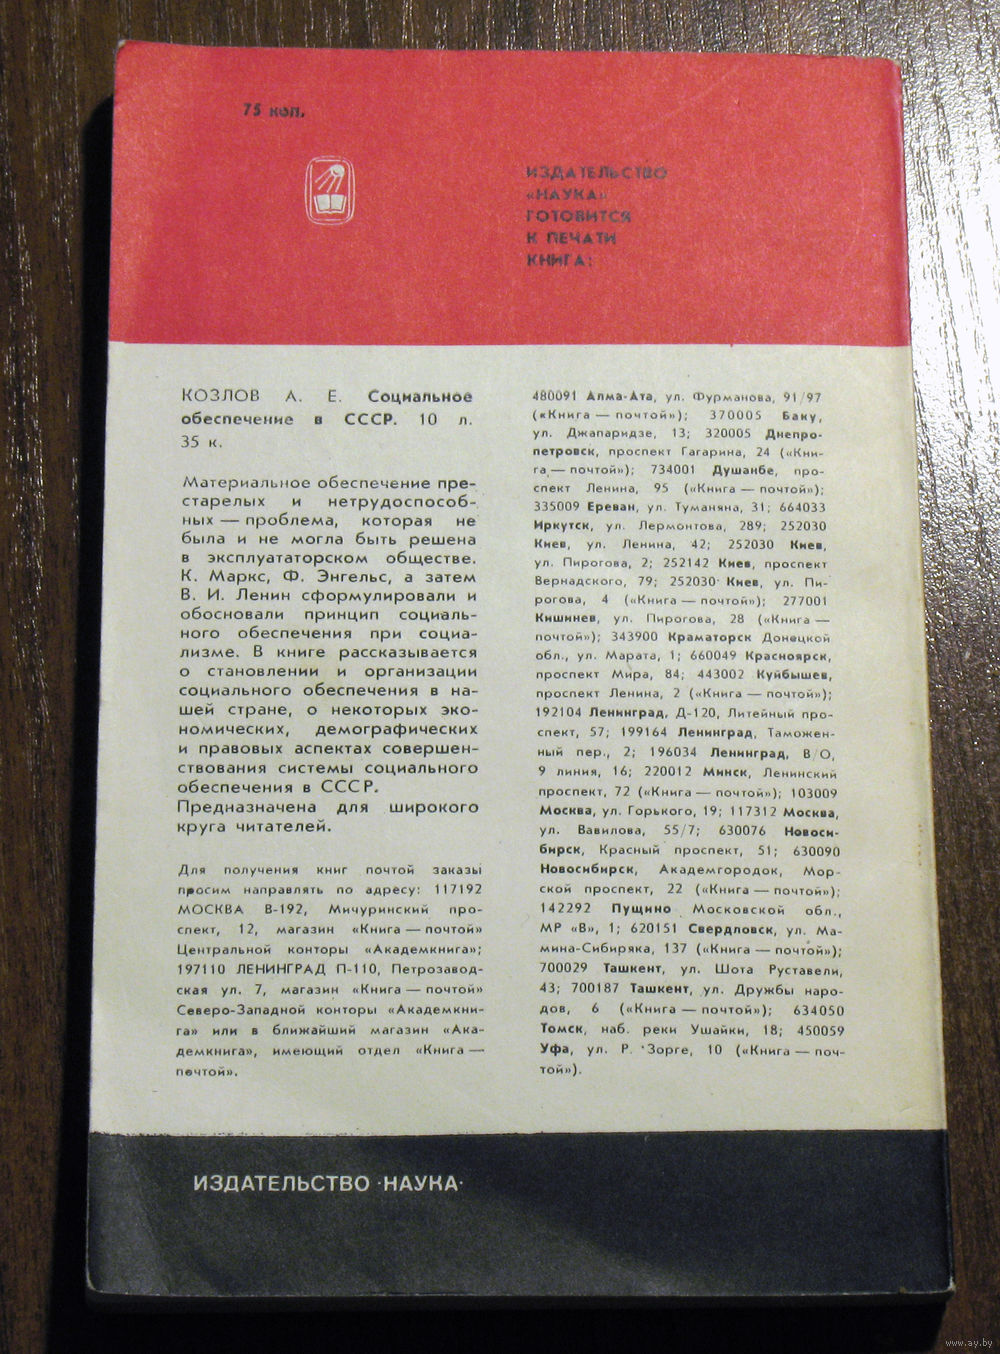 75 коп.
ИЗДАТЕЛЬСТВО
«НАУКА»
ГОТОВИТСЯ
К ПЕЧАТИ
КНИГА:
КОЗЛОВ А. Е. Социальное
обеспечение в СССР. 10 л.
35 к.
Материальное обеспечение пре-
старелых и нетрудоспособ-
ных — проблема, которая не
была и не могла быть решена
в эксплуататорском обществе.
К. Маркс, Ф. Энгельс, а затем
В. И. Ленин сформулировали и
обосновали принцип социаль-
ного обеспечения при социа-
лизме. В книге рассказывается
о становлении и организации
социального обеспечения в на-
шей стране, о некоторых эко-
номических, демографических
и правовых аспектах совершен-
ствования системы социального
обеспечения в СССР.
Предназначена для широкого
круга читателей.
Для получения книг почтой заказы
просим направлять по адресу: 117192
МОСКВА В-192, Мичуринский про-
спект, 12, магазин «Книга — почтой»
Центральной конторы «Академкнига»;
197110 ЛЕНИНГРАД П-110, Петрозавод-
ская ул. 7, магазин «Книга — почтой»
Северо-Западной конторы «Академкни-
га» или в ближайший магазин «Ака-
демкнига», имеющий отдел «Книга —
почтой».
480091 Алма-Ата, ул. Фурманова, 91/97
(«Книга — почтой»); 370005 Баку,
ул. Джапаридзе, 13; 320005 Днепро-
петровск, проспект Гагарина, 24 («Кни-
га — почтой»); 734001 Душанбе, про-
спект Ленина, 95 («Книга — почтой»);
335009 Ереван, ул. Туманяна, 31; 664033
Иркутск, ул. Лермонтова, 289; 252030
Киев, ул. Ленина, 42; 252030 Киев,
ул. Пирогова, 2; 252142 Киев, проспект
Вернадского, 79; 252030 Киев, ул. Пи-
рогова, 4 («Книга — почтой»); 277001
Кишинев, ул. Пирогова, 28 («Книга —
почтой»); 343900 Краматорск Донецкой
обл., ул. Марата, 1; 660049 Красноярск,
проспект Мира, 84; 443002 Куйбышев,
проспект Ленина, 2 («Книга — почтой»);
192104 Ленинград, Д-120, Литейный про-
спект, 57; 199164 Ленинград, Таможен-
ный пер., 2; 196034 Ленинград, В/О,
9 линия, 16; 220012 Минск, Ленинский
проспект, 72 («Книга — почтой»); 103009
Москва, ул. Горького, 19; 117312 Москва,
ул. Вавилова, 55/7; 630076 Новоси-
бирск, Красный проспект, 51; 630090
Новосибирск, Академгородок, Мор-
ской проспект, 22 («Книга — почтой»);
142292 Пущино Московской обл.,
МР «В», 1; 620151 Свердловск, ул. Ма-
мина-Сибиряка, 137 («Книга — почтой»);
700029 Ташкент, ул. Шота Руставели,
43; 700187 Ташкент, ул. Дружбы наро-
дов, 6 («Книга — почтой»); 634050
Томск, наб. реки Ушайки, 18; 450059
Уфа, ул. Р. Зорге, 10 («Книга — поч-
той»).
ИЗДАТЕЛЬСТВО ·НАУКА·
www.ay.by